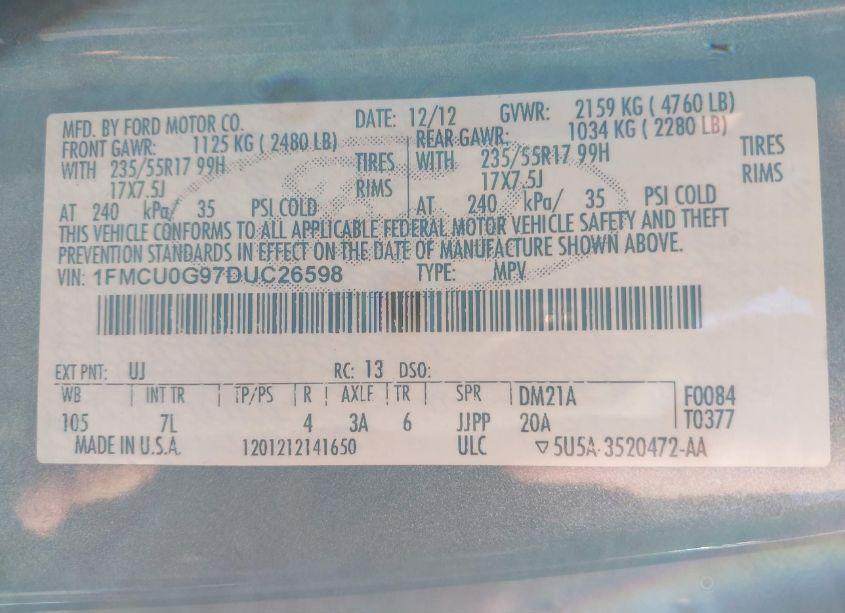 MFD. BY FORD MOTOR CO. DATE: 12/12 GVWR: 2159 KG ( 4760 LB)
FRONT GAWR: 1125 KG ( 2480 LB) REAR GAWR: 1034 KG ( 2280 LB)
WITH 235/55R17 99H TIRES WITH 235/55R17 99H TIRES
17X7.5J RIMS 17X7.5J RIMS
AT 240 kPa/ 35 PSI COLD AT 240 kPa/ 35 PSI COLD
THIS VEHICLE CONFORMS TO ALL APPLICABLE FEDERAL MOTOR VEHICLE SAFETY AND THEFT
PREVENTION STANDARDS IN EFFECT ON THE DATE OF MANUFACTURE SHOWN ABOVE.
VIN: 1FMCU0G97DUC26598 TYPE: MPV
EXT PNT: UJ RC: 13 DSO:
WB INT TR TP/PS R AXLE TR SPR DM21A F0084
105 7L 4 3A 6 JJPP 20A T0377
MADE IN U.S.A. 1201212141650 ULC 5U5A-3520472-AA